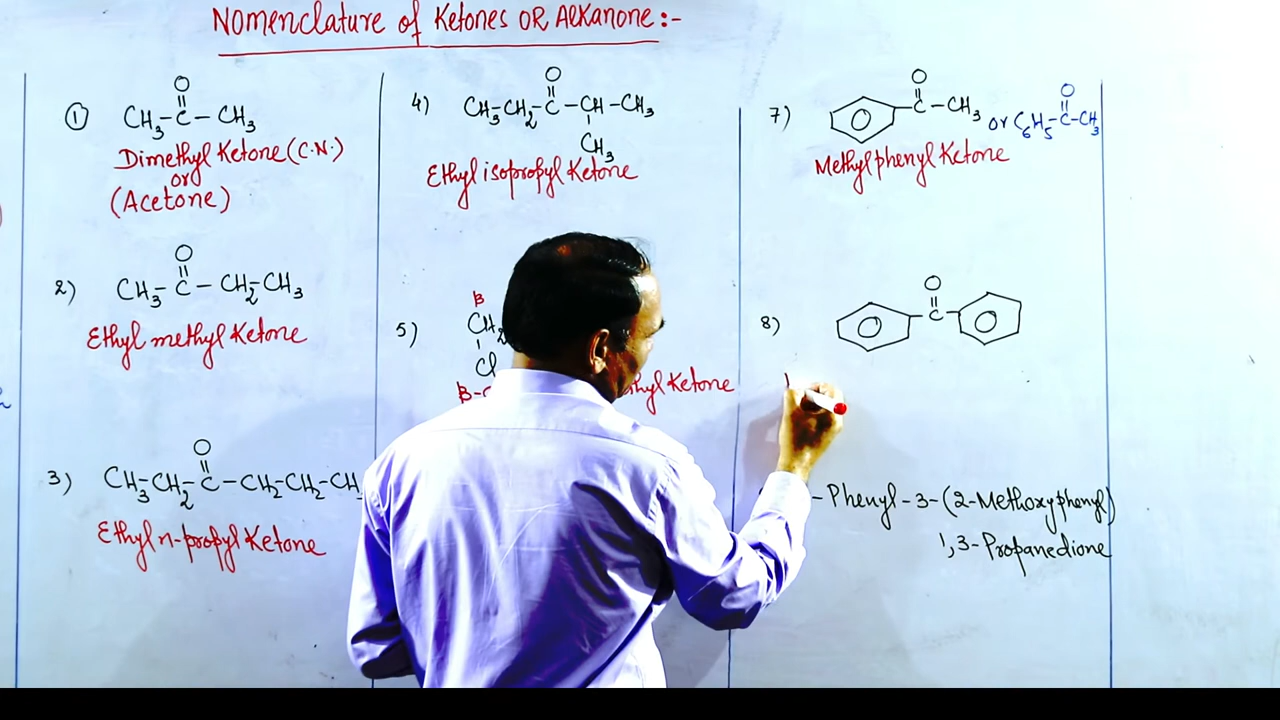 Nomenclature of Ketones OR Alkanone:-
1
O
CH3-C-CH3
Dimethyl Ketone (C.N.)
or
(Acetone)
2)
O
CH3-C-CH2-CH3
Ethyl methyl Ketone
3)
O
CH3-CH2-C-CH2-CH2-CH
Ethyl n-propyl Ketone
4)
O
CH3-CH2-C-CH-CH3
CH3
Ethyl isopropyl Ketone
5)
β
CH2
Cl
β-
Ketone
7)
O
C-CH3 or C6H5-C-CH3
O
Methyl phenyl Ketone
8)
O
C
-Phenyl-3-(2-Methoxyphenyl)
1,3-Propanedione